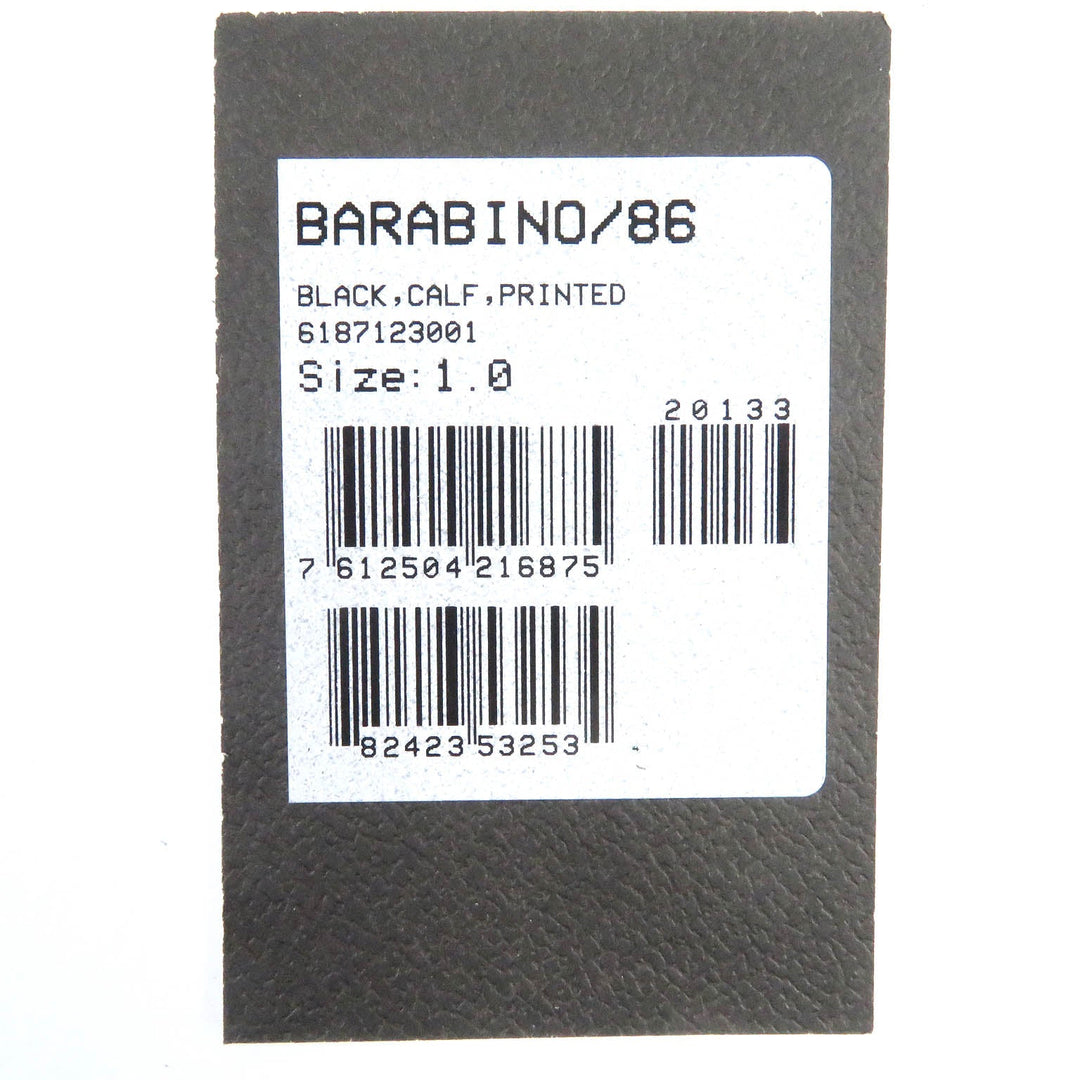 BARABINO/86
BLACK,CALF,PRINTED
6187123001
Size:1.0
20133
7 612504 216875
82423 53253